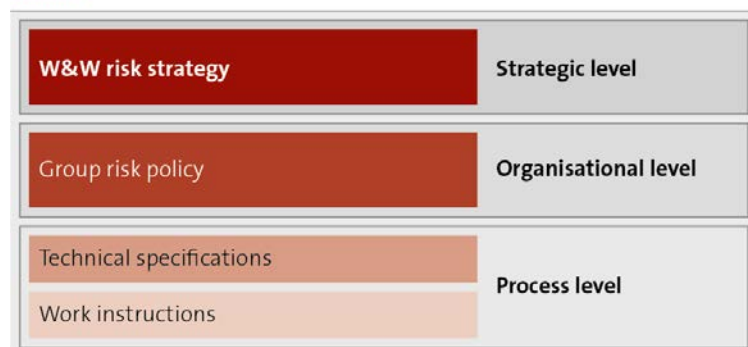 W&W risk strategy
Strategic level
Group risk policy
Organisational level
Technical specifications
Work instructions
Process level